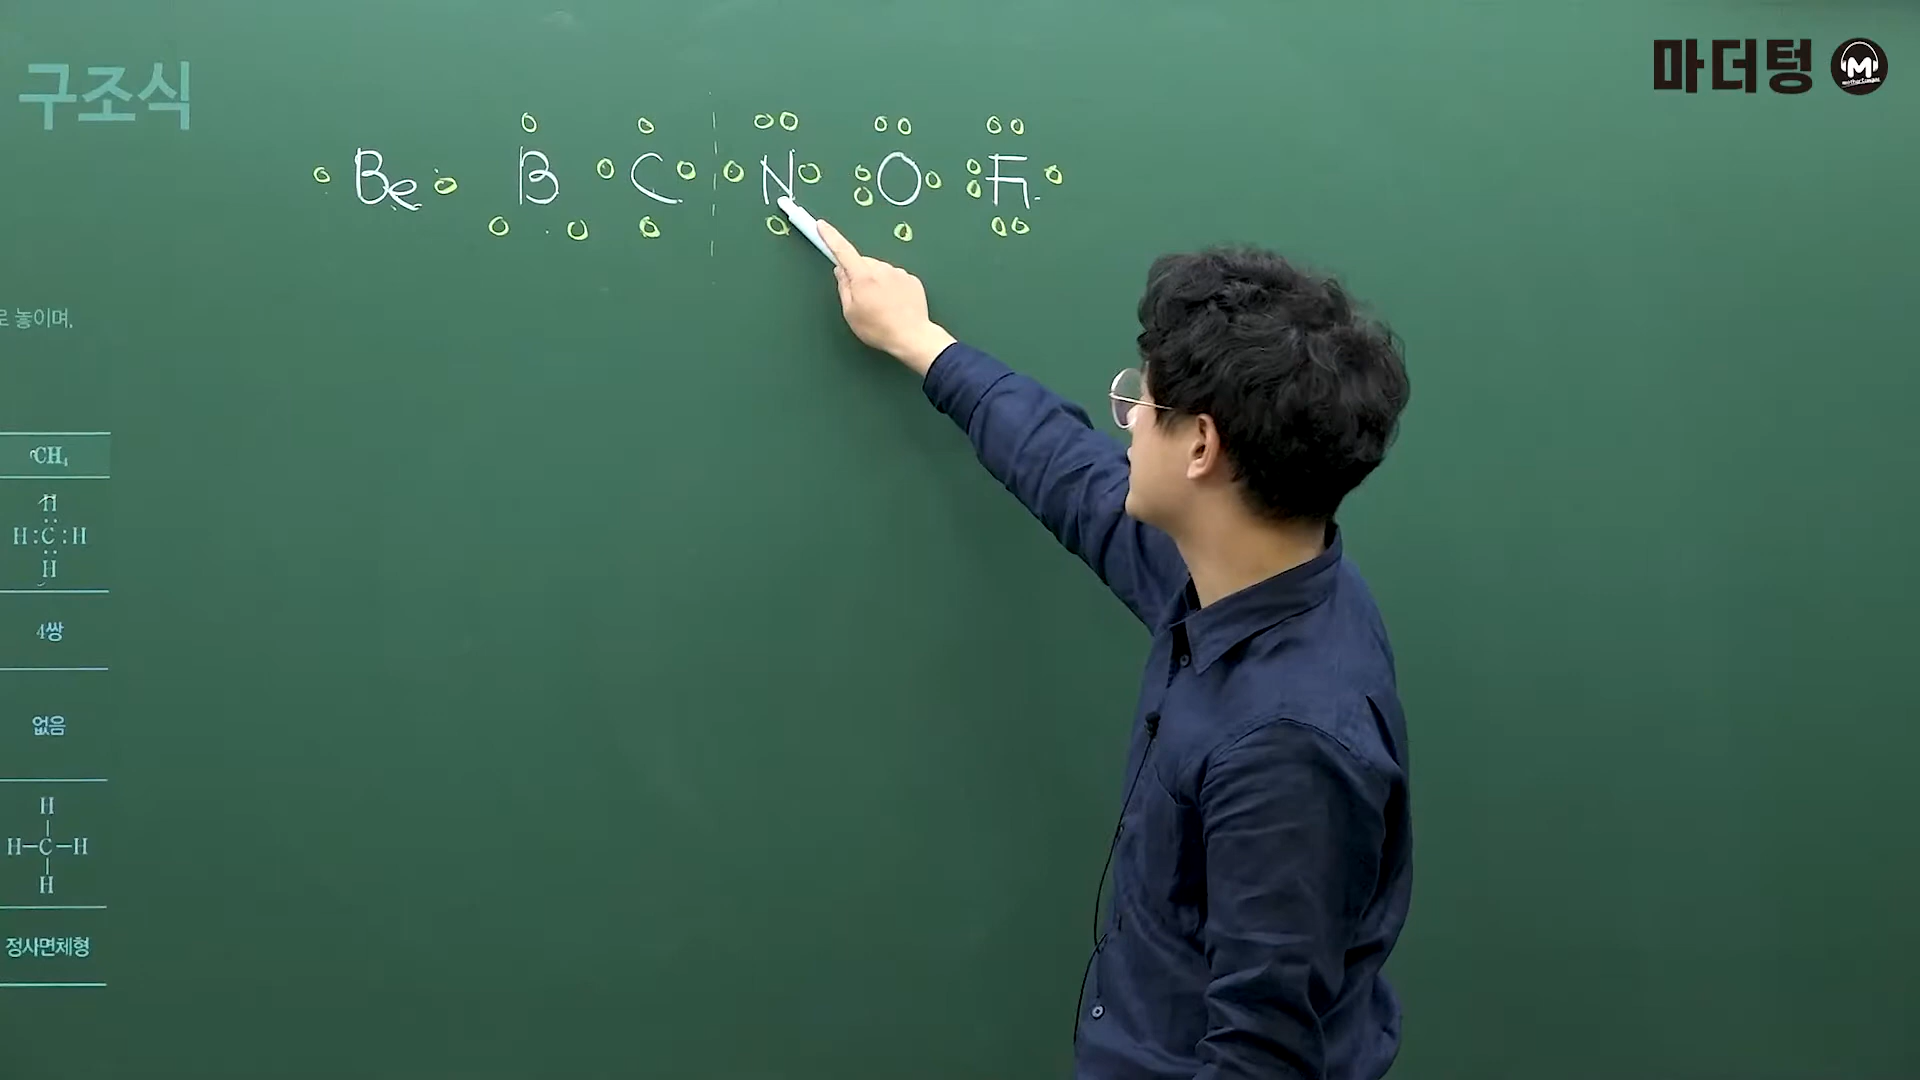 구조식
마더텅
M
Be B C N O F
로 놓이며,
CH₄
H
H:C:H
H
4쌍
없음
H
H-C-H
H
정사면체형